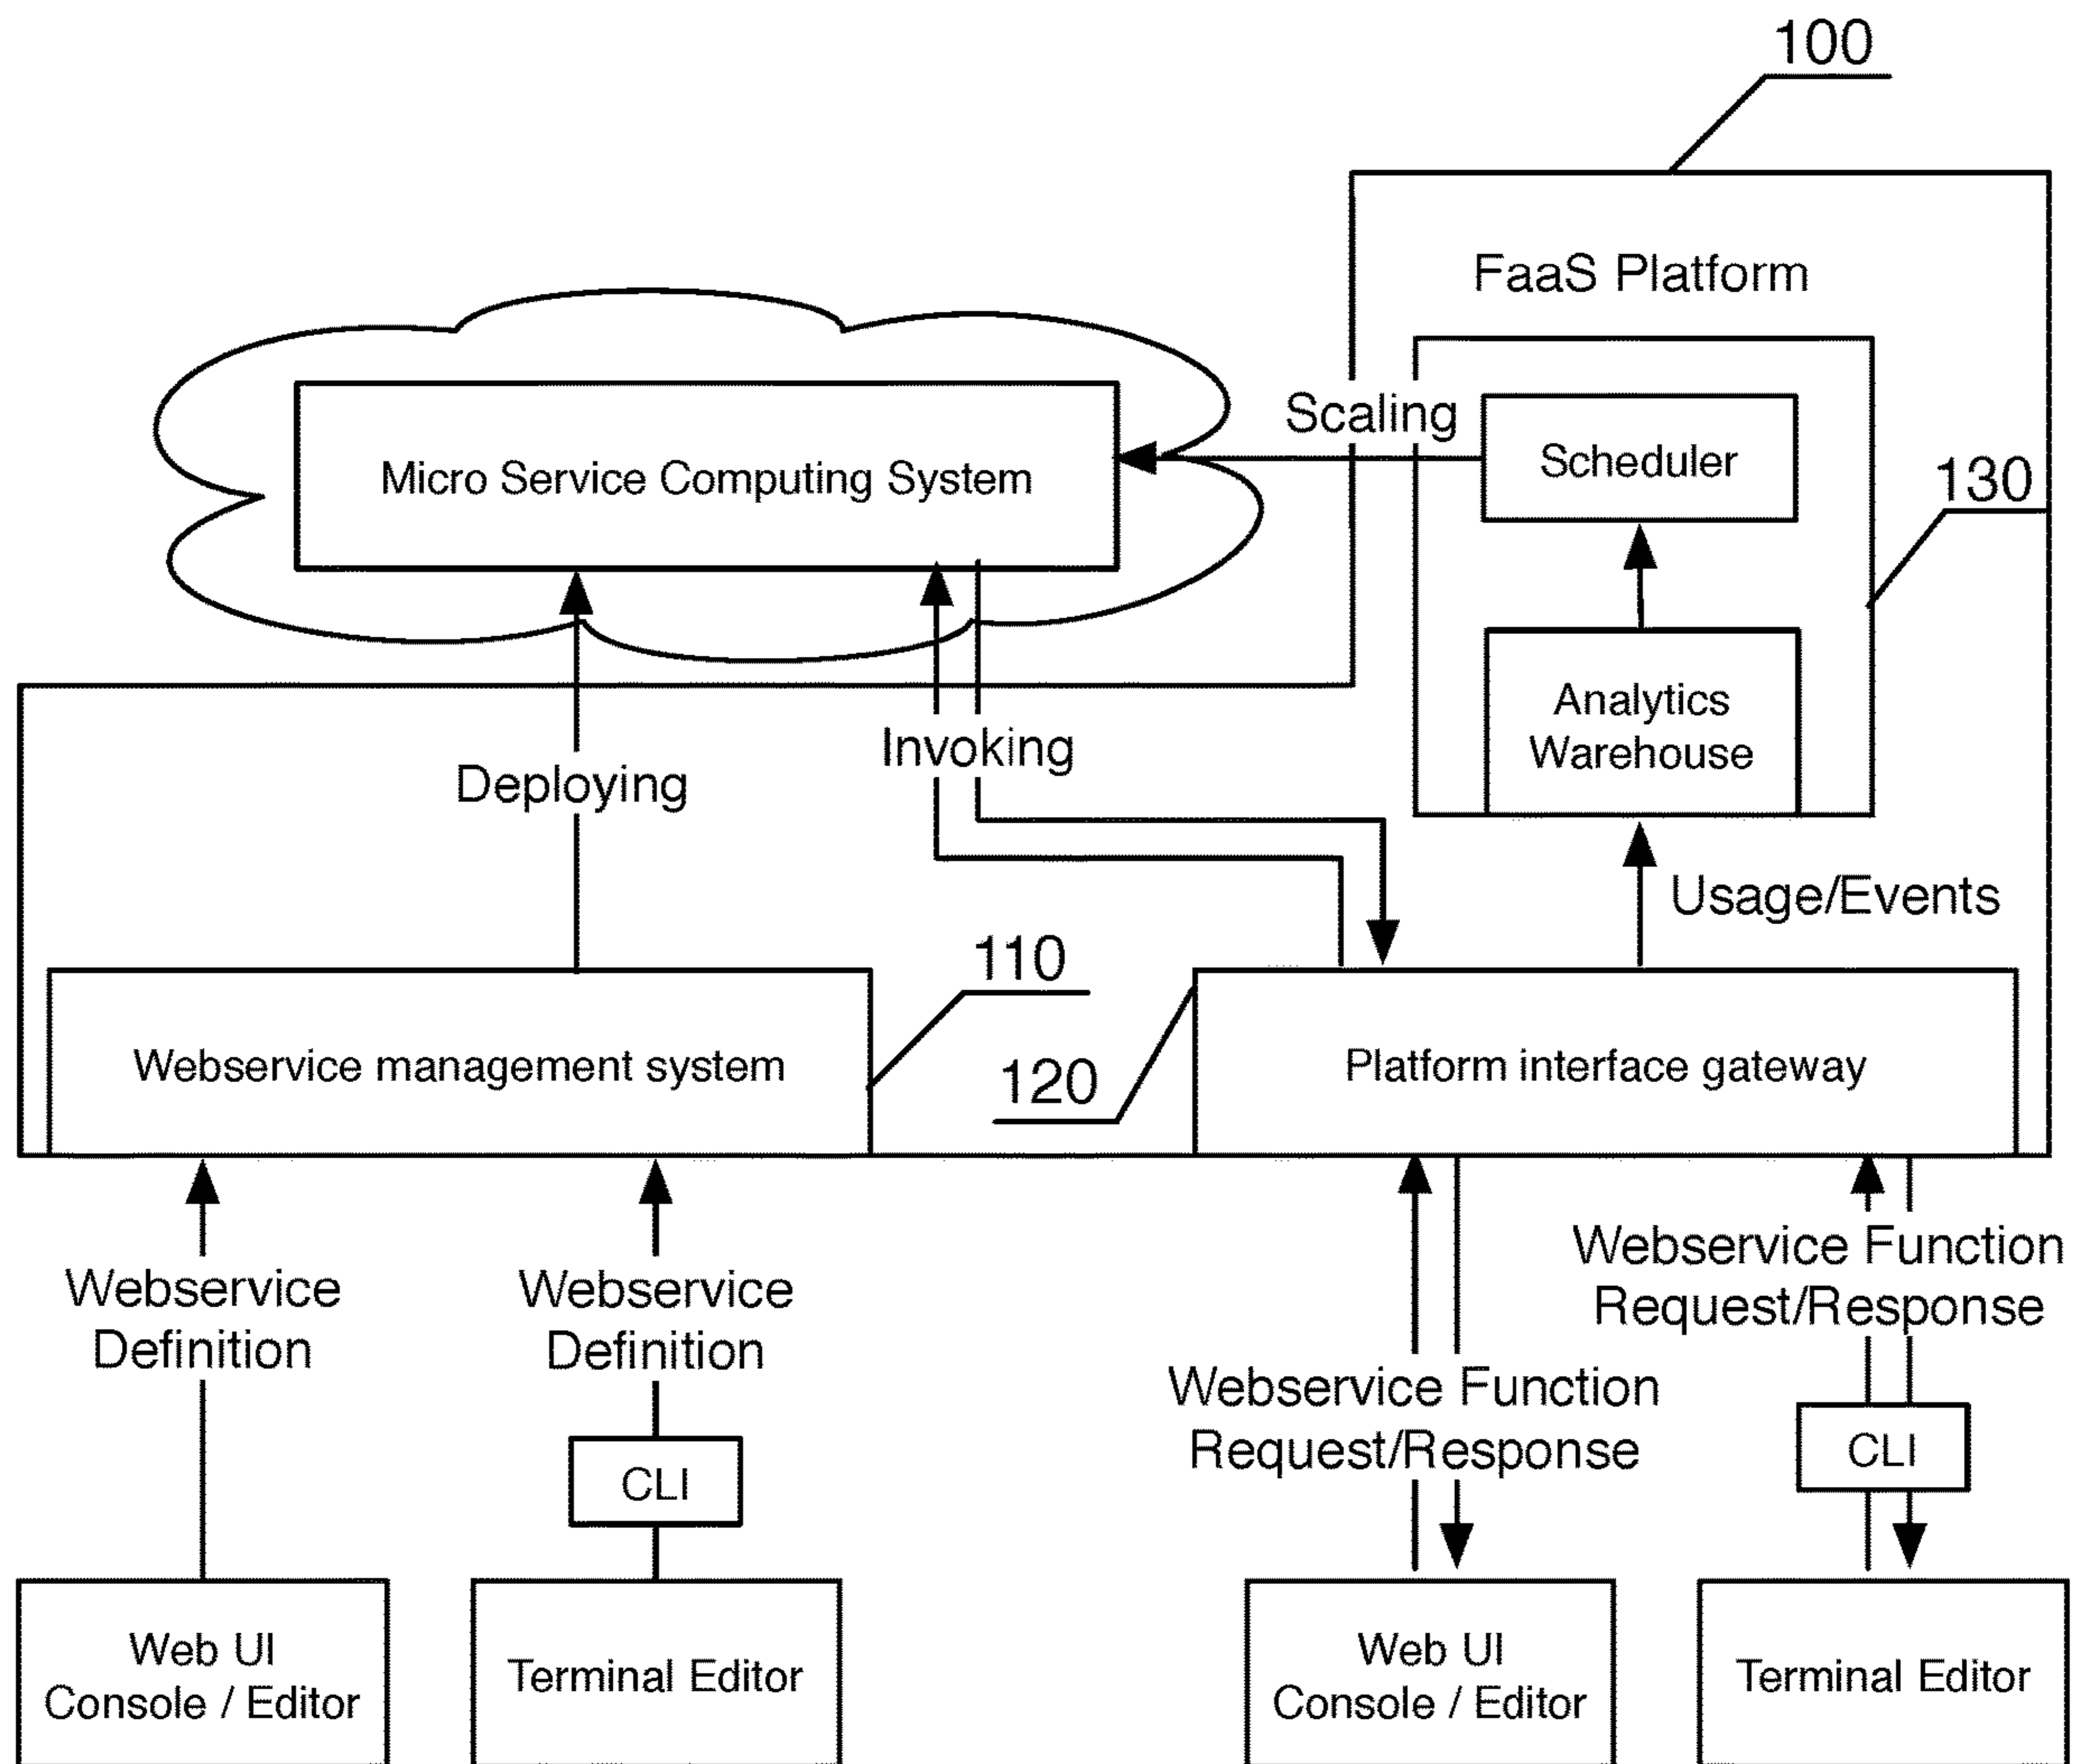 100
FaaS Platform
Scaling
Scheduler
Micro Service Computing System
130
Analytics
Warehouse
Invoking
Deploying
Usage/Events
110
Webservice management system
120
Platform interface gateway
Webservice
Definition
Webservice
Definition
Webservice Function
Request/Response
Webservice Function
Request/Response
CLI
CLI
Web UI
Console / Editor
Terminal Editor
Web UI
Console / Editor
Terminal Editor